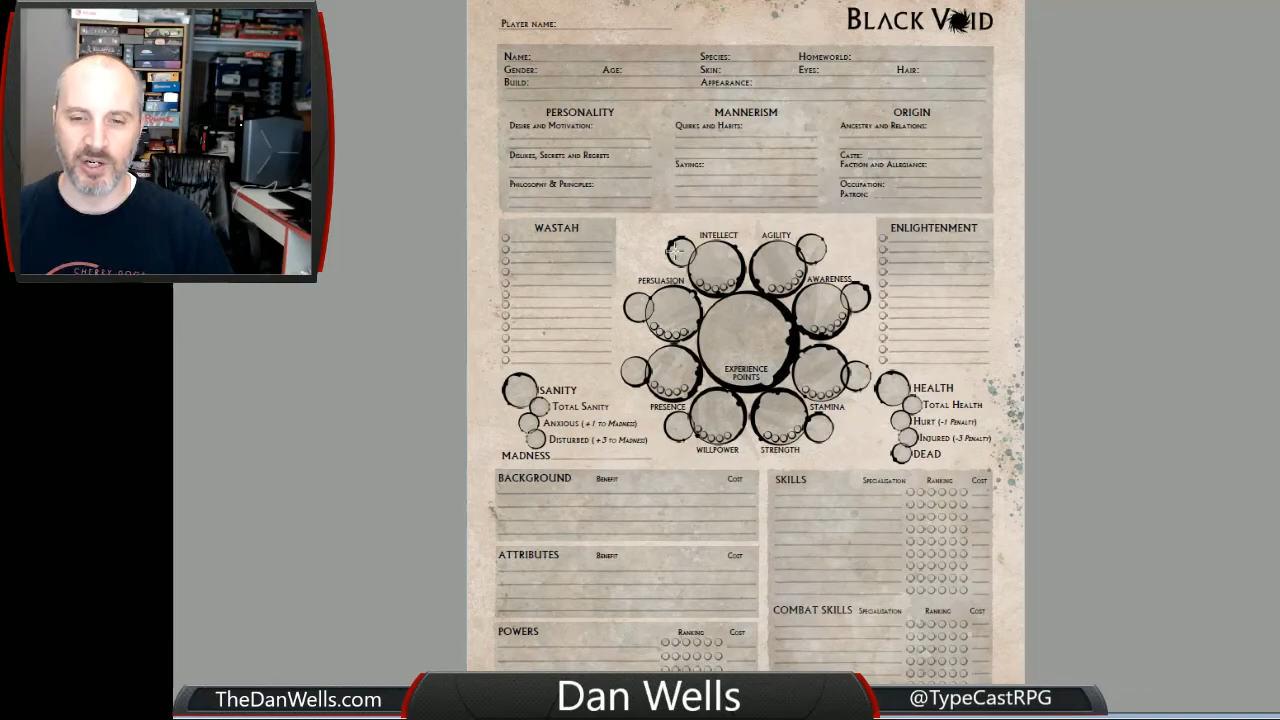 PLAYER NAME:
BLACK VOID
NAME: SPECIES: HOMEWORLD:
GENDER: AGE: SKIN: EYES: HAIR:
BUILD: APPEARANCE:
PERSONALITY MANNERISM ORIGIN
DESIRE AND MOTIVATION: QUIRKS AND HABITS: ANCESTRY AND RELATIONS:
DISLIKES, SECRETS AND REGRETS CASTE:
SAYINGS: FACTION AND ALLEGIANCE:
PHILOSOPHY & PRINCIPLES: OCCUPATION:
PATRON:
WASTAH
ENLIGHTENMENT
INTELLECT AGILITY
PERSUASION AWARENESS
EXPERIENCE
POINTS
PRESENCE STAMINA
WILLPOWER STRENGTH
SANITY
TOTAL SANITY
ANXIOUS (+1 TO MADNESS)
DISTURBED (+3 TO MADNESS)
MADNESS
HEALTH
TOTAL HEALTH
HURT (-1 PENALTY)
INJURED (-3 PENALTY)
DEAD
BACKGROUND BENEFIT COST
ATTRIBUTES BENEFIT COST
POWERS RANKING COST
SKILLS SPECIALISATION RANKING COST
COMBAT SKILLS SPECIALISATION RANKING COST
TheDanWells.com
Dan Wells
@TypeCastRPG